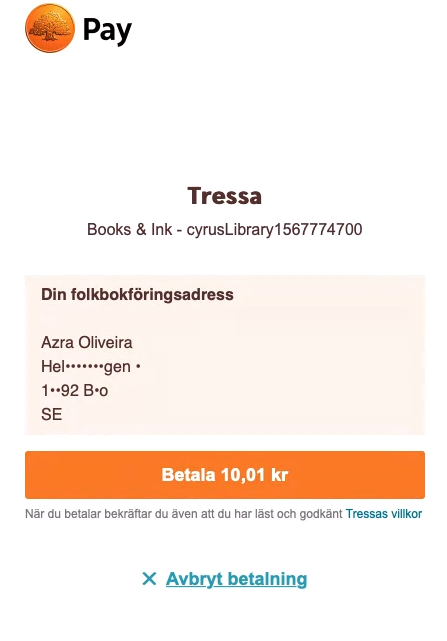 Pay
Tressa
Books & Ink - cyrusLibrary1567774700
Din folkbokföringsadress
Azra Oliveira
Hel•••••••gen •
1••92 B•o
SE
Betala 10,01 kr
När du betalar bekräftar du även att du har läst och godkänt Tressas villkor
✕ Avbryt betalning